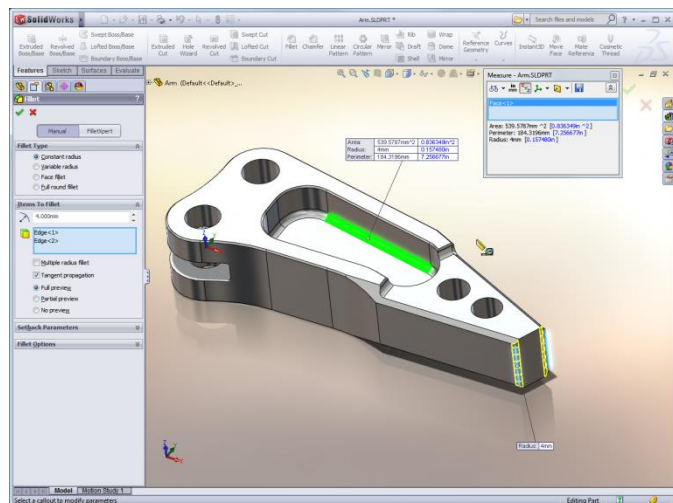 SolidWorks
Arm.SLDPRT *
Search files and models
Extruded Boss/Base
Revolved Boss/Base
Swept Boss/Base
Lofted Boss/Base
Boundary Boss/Base
Extruded Cut
Hole Wizard
Revolved Cut
Swept Cut
Lofted Cut
Boundary Cut
Fillet
Chamfer
Linear Pattern
Circular Pattern
Mirror
Rib
Draft
Shell
Wrap
Dome
Mirror
Reference Geometry
Curves
Instant3D
Move Face
Mate Reference
Cosmetic Thread
Features
Sketch
Surfaces
Evaluate
Arm (Default<<Default>_...
Fillet
Manual
FilletXpert
Fillet Type
Constant radius
Variable radius
Face fillet
Full round fillet
Items To Fillet
4.000mm
Edge<1>
Edge<2>
Multiple radius fillet
Tangent propagation
Full preview
Partial preview
No preview
Setback Parameters
Fillet Options
Area: 539.5787mm^2 0.836349in^2
Radius: 4mm 0.157480in
Perimeter: 184.3196mm 7.256677in
Measure - Arm.SLDPRT
Face<1>
Area: 539.5787mm ^2 [0.836349in ^2]
Perimeter: 184.3196mm [7.256677in]
Radius: 4mm [0.157480in]
Radius: 4mm
Model
Motion Study 1
Select a callout to modify parameters
Editing Part